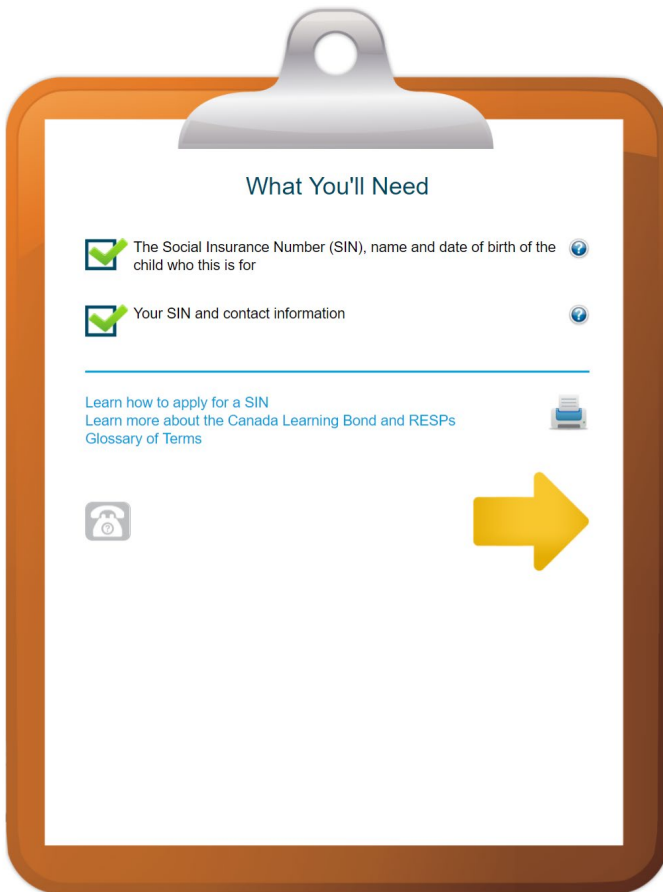 What You'll Need
The Social Insurance Number (SIN), name and date of birth of the
child who this is for
Your SIN and contact information
Learn how to apply for a SIN
Learn more about the Canada Learning Bond and RESPs
Glossary of Terms